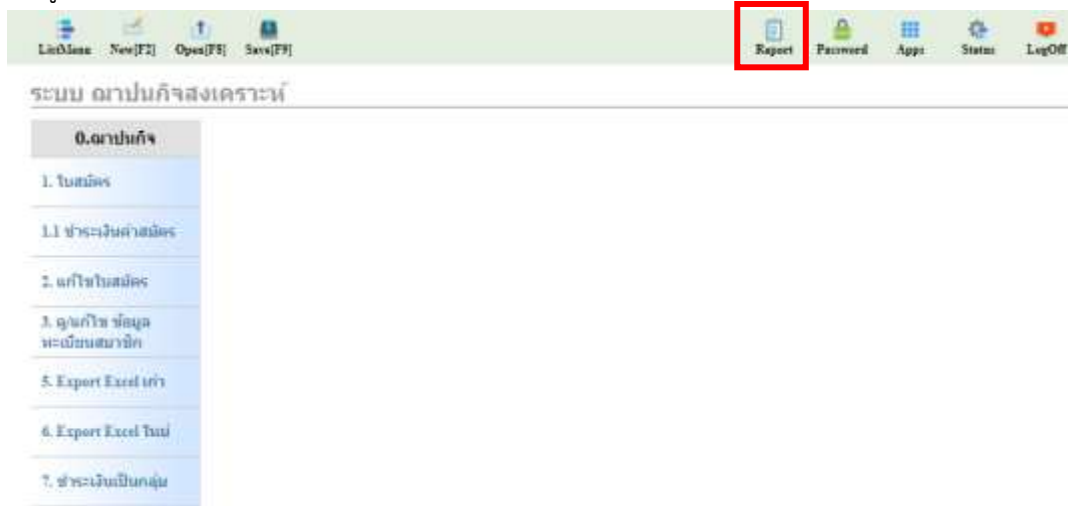 ListMenu New[F2] Open[F8] Save[F9] Report Password Apps Status LogOff
ระบบ ฌาปนกิจสงเคราะห์
0.ฌาปนกิจ
1. ใบสมัคร
1.1 ชำระเงินค่าสมัคร
2. แก้ไขใบสมัคร
3. ดู/แก้ไข ข้อมูล
ทะเบียนสมาชิก
5. Export Excel เก่า
6. Export Excel ใหม่
7. ชำระเงินเป็นกลุ่ม